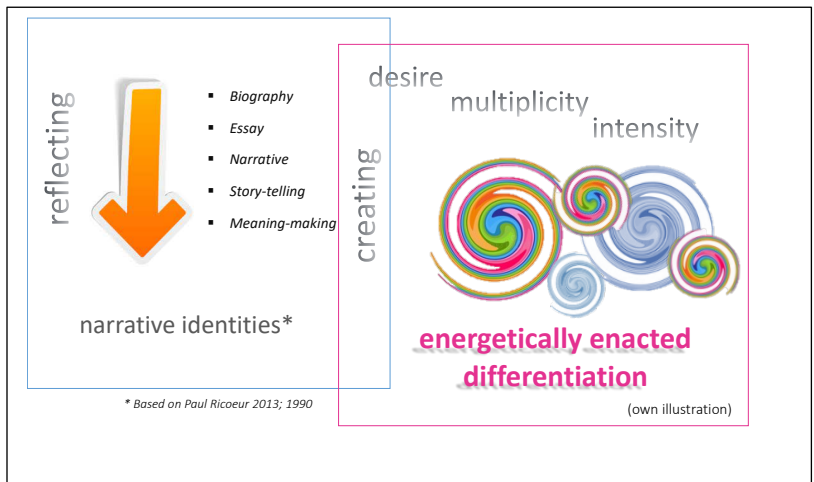 reflecting
▪ Biography
▪ Essay
▪ Narrative
▪ Story-telling
▪ Meaning-making
narrative identities*
* Based on Paul Ricoeur 2013; 1990
creating
desire
multiplicity
intensity
energetically enacted
differentiation
(own illustration)